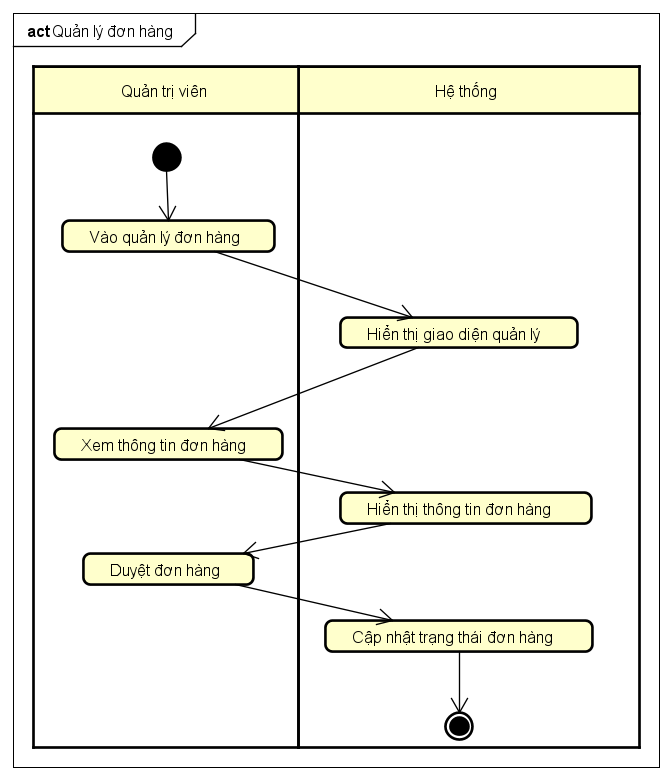 act Quản lý đơn hàng
Quản trị viên
Hệ thống
Vào quản lý đơn hàng
Hiển thị giao diện quản lý
Xem thông tin đơn hàng
Hiển thị thông tin đơn hàng
Duyệt đơn hàng
Cập nhật trạng thái đơn hàng